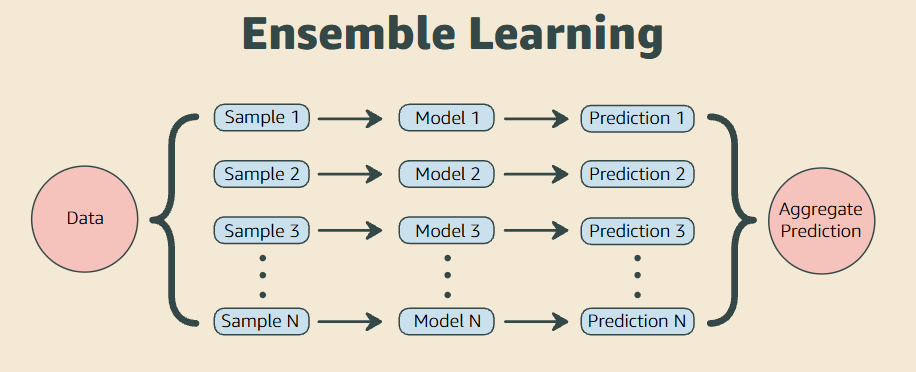 Ensemble Learning
Sample 1
Model 1
Prediction 1
Sample 2
Model 2
Prediction 2
Data
Aggregate
Prediction
Sample 3
Model 3
Prediction 3
Sample N
Model N
Prediction N